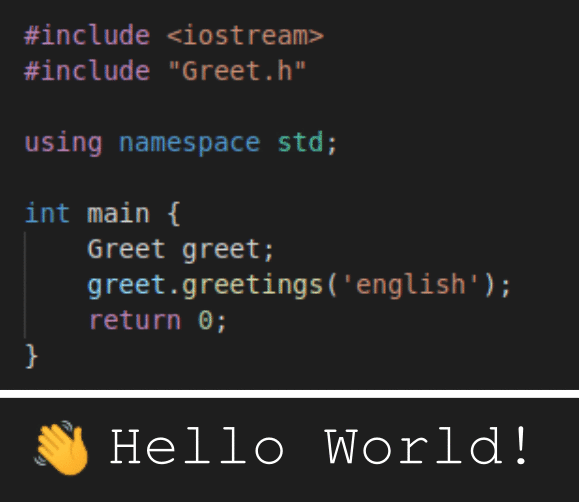 #include <iostream>
#include "Greet.h"
using namespace std;
int main {
Greet greet;
greet.greetings('english');
return 0;
}
👋 Hello World!